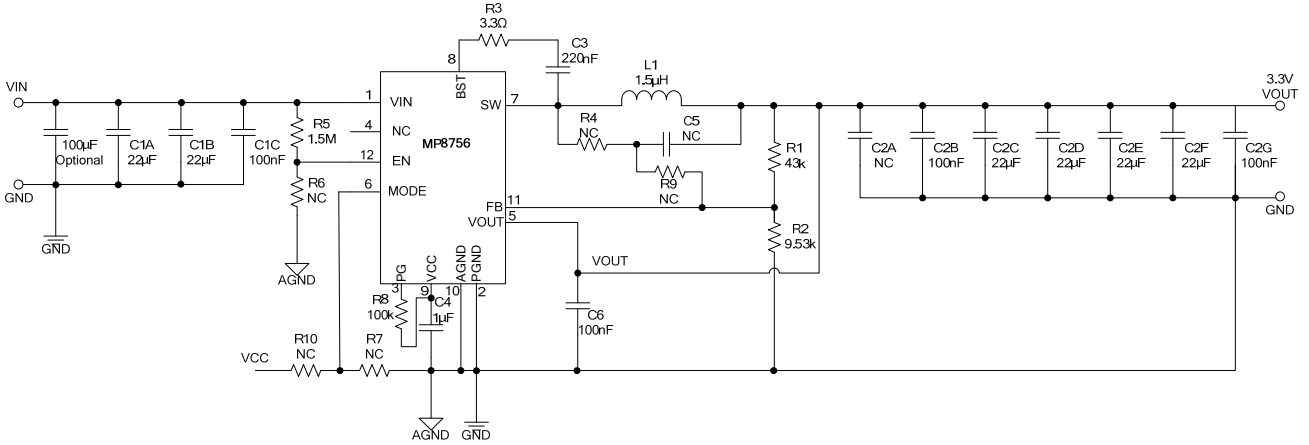 R3
3.3Ω
C3
220nF
8
BST
VIN
1
VIN
SW
7
L1
1.5µH
3.3V
VOUT
100µF
Optional
C1A
22µF
C1B
22µF
C1C
100nF
R5
1.5M
4
NC
MP8756
12
EN
R4
NC
C5
NC
R9
NC
R1
43k
C2A
NC
C2B
100nF
C2C
22µF
C2D
22µF
C2E
22µF
C2F
22µF
C2G
100nF
GND
R6
NC
6
MODE
FB
11
VOUT
5
GND
GND
R2
9.53k
AGND
PG
VCC
AGND
PGND
VOUT
3
9
10
2
R8
100k
C4
1µF
C6
100nF
VCC
R10
NC
R7
NC
AGND
GND